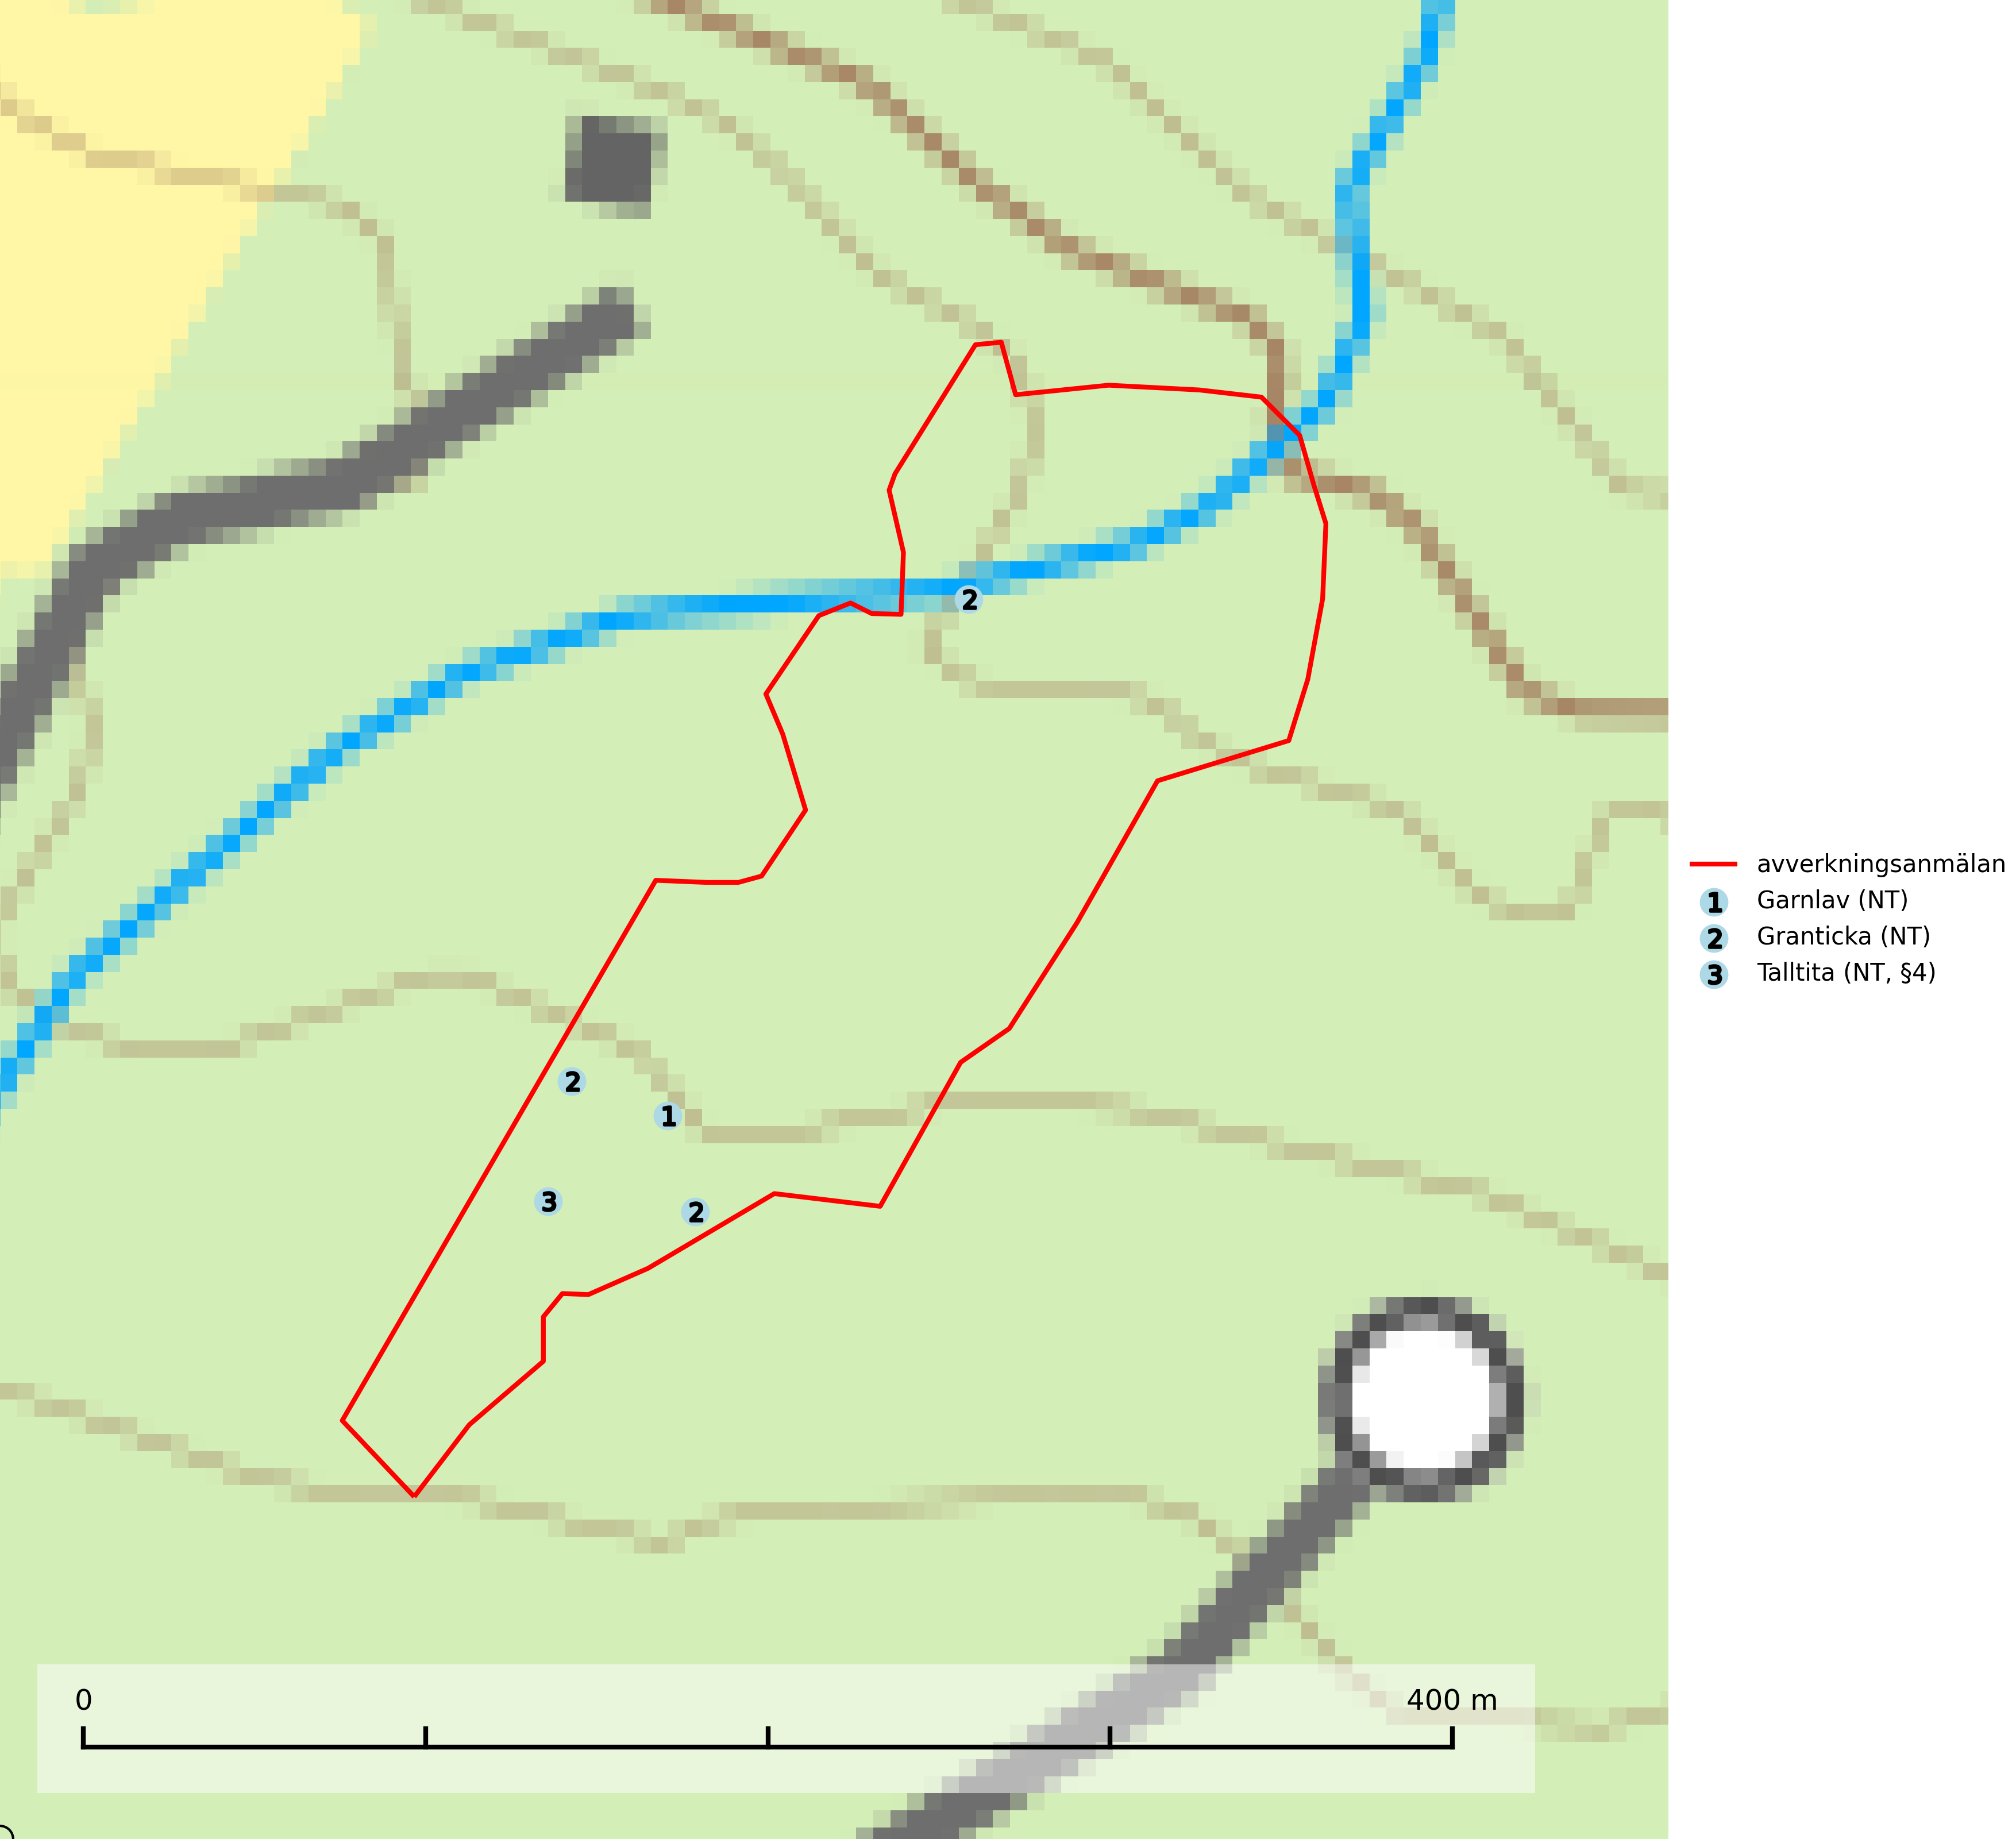 2
2
1
3
2
0 400 m
avverkningsanmälan
1 Garnlav (NT)
2 Granticka (NT)
3 Talltita (NT, §4)